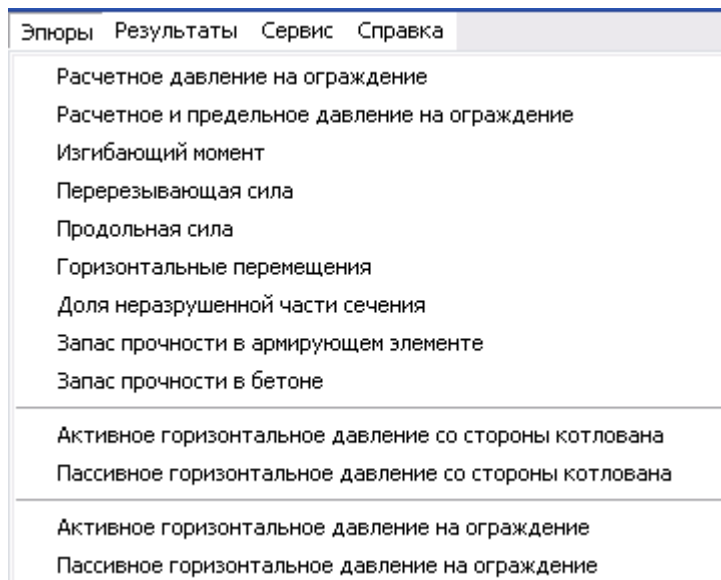 Эпюры Результаты Сервис Справка
Расчетное давление на ограждение
Расчетное и предельное давление на ограждение
Изгибающий момент
Перерезывающая сила
Продольная сила
Горизонтальные перемещения
Доля неразрушенной части сечения
Запас прочности в армирующем элементе
Запас прочности в бетоне
Активное горизонтальное давление со стороны котлована
Пассивное горизонтальное давление со стороны котлована
Активное горизонтальное давление на ограждение
Пассивное горизонтальное давление на ограждение